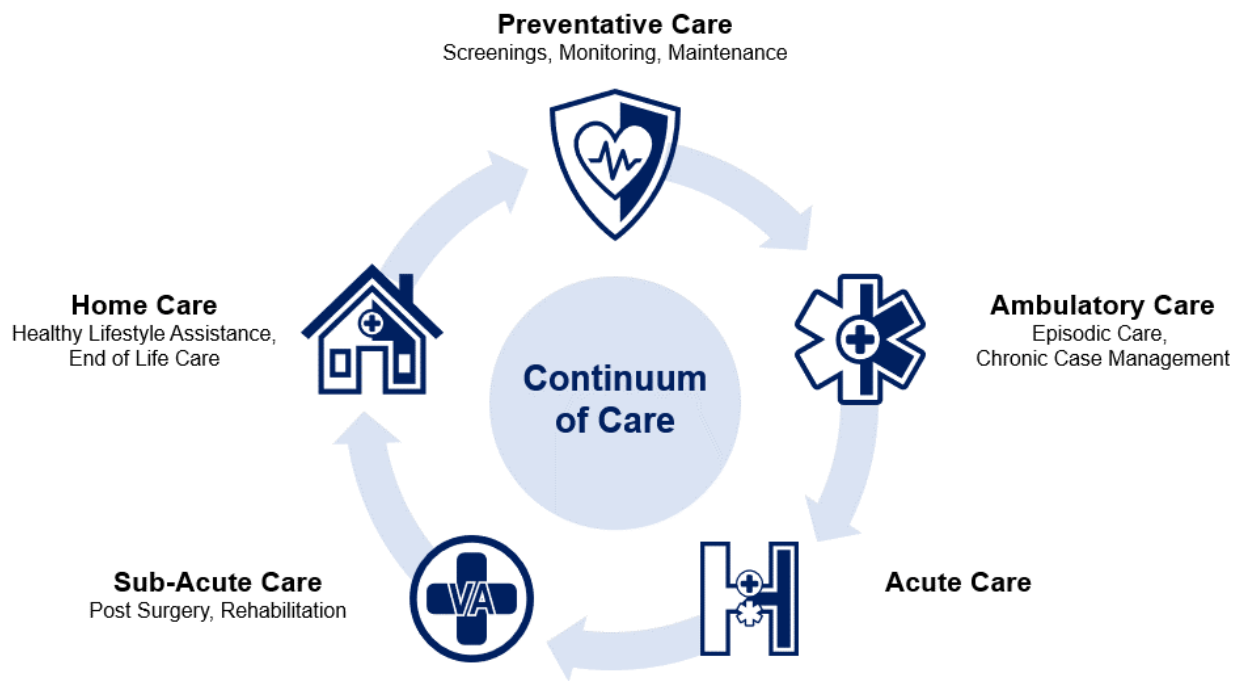 Preventative Care
Screenings, Monitoring, Maintenance
Ambulatory Care
Episodic Care,
Chronic Case Management
Home Care
Healthy Lifestyle Assistance,
End of Life Care
Continuum
of Care
Acute Care
H
Sub-Acute Care
Post Surgery, Rehabilitation
VA